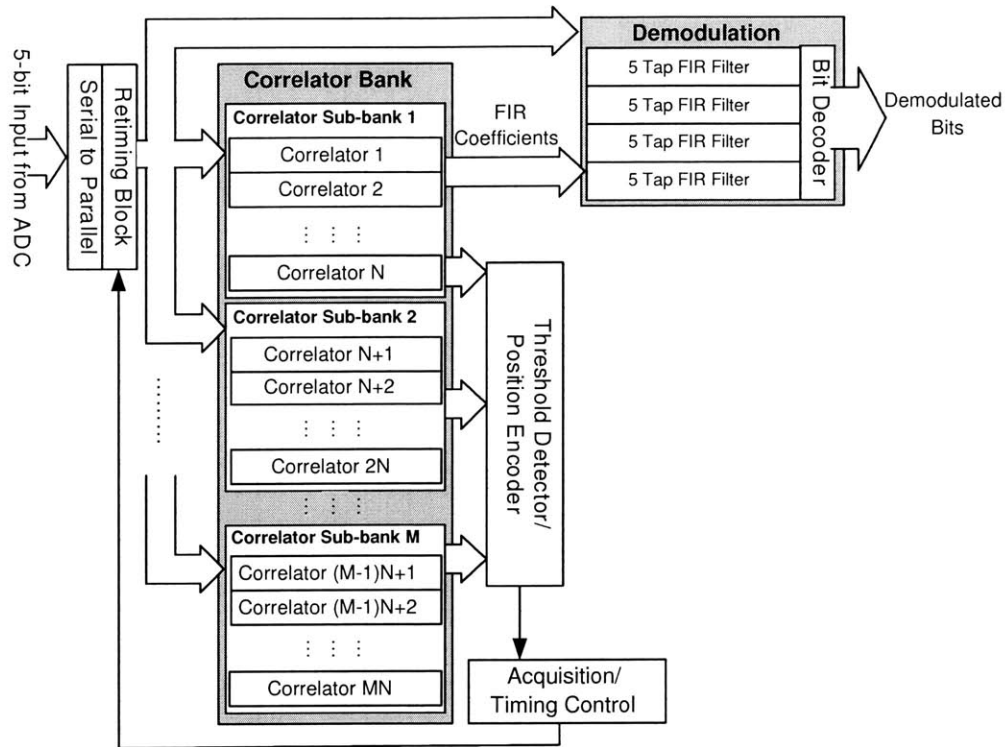 5-bit Input from ADC
Serial to Parallel
Retiming Block
Correlator Bank
Correlator Sub-bank 1
Correlator 1
Correlator 2
Correlator N
Correlator Sub-bank 2
Correlator N+1
Correlator N+2
Correlator 2N
Correlator Sub-bank M
Correlator (M-1)N+1
Correlator (M-1)N+2
Correlator MN
FIR
Coefficients
Demodulation
5 Tap FIR Filter
5 Tap FIR Filter
5 Tap FIR Filter
5 Tap FIR Filter
Bit Decoder
Demodulated
Bits
Threshold Detector/
Position Encoder
Acquisition/
Timing Control